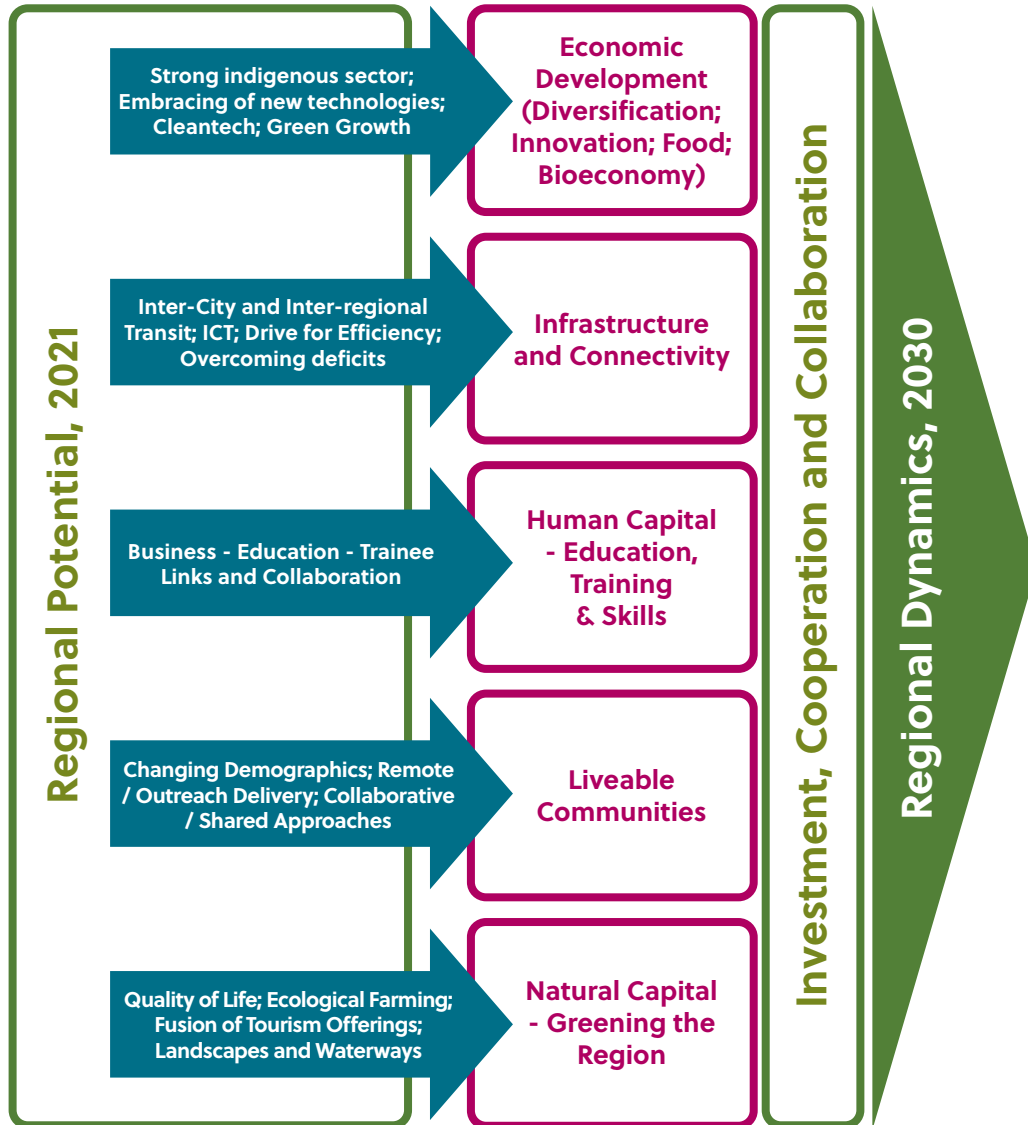 Regional Potential, 2021
Strong indigenous sector;
Embracing of new technologies;
Cleantech; Green Growth
Economic
Development
(Diversification;
Innovation; Food;
Bioeconomy)
Inter-City and Inter-regional
Transit; ICT; Drive for Efficiency;
Overcoming deficits
Infrastructure
and Connectivity
Business - Education - Trainee
Links and Collaboration
Human Capital
- Education,
Training
& Skills
Changing Demographics; Remote
/ Outreach Delivery; Collaborative
/ Shared Approaches
Liveable
Communities
Quality of Life; Ecological Farming;
Fusion of Tourism Offerings;
Landscapes and Waterways
Natural Capital
- Greening the
Region
Investment, Cooperation and Collaboration
Regional Dynamics, 2030